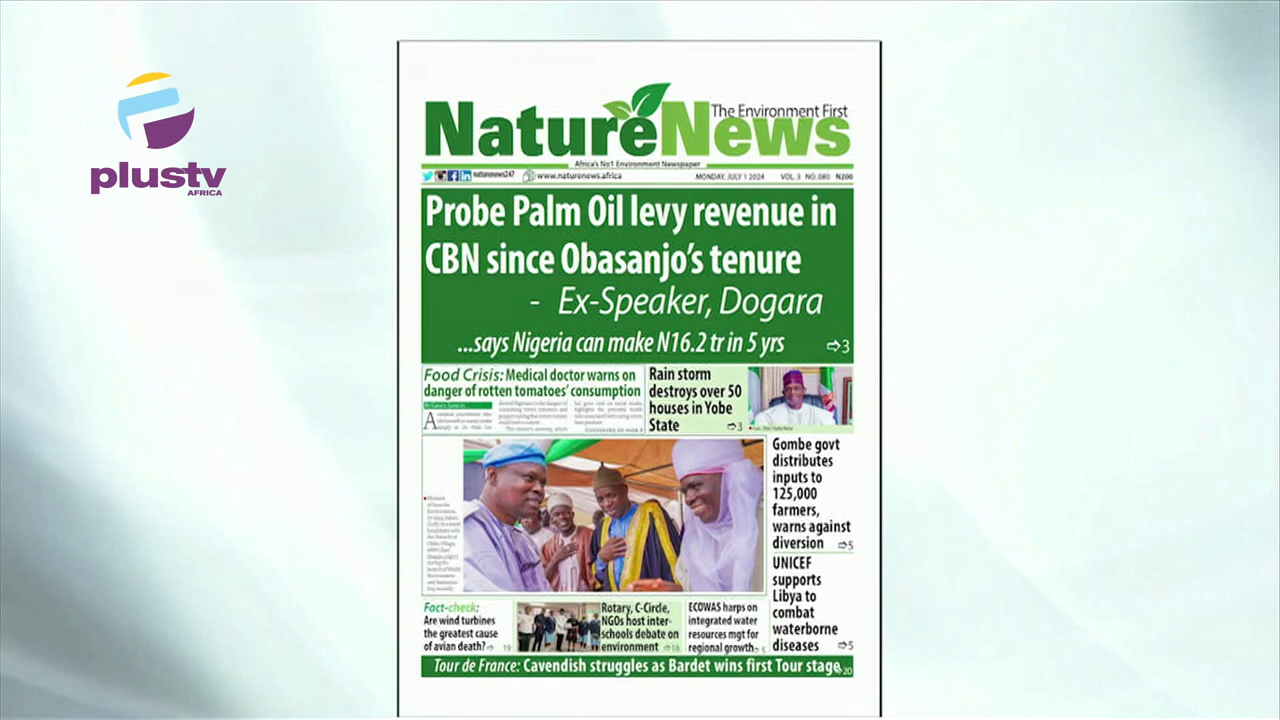 plustv
AFRICA
The Environment First
NatureNews
Africa's No1 Environment Newspaper
naturenews247
www.naturenews.africa
MONDAY, JULY 1 2024
VOL. 3 NO. 080 N200
Probe Palm Oil levy revenue in
CBN since Obasanjo's tenure
- Ex-Speaker, Dogara
...says Nigeria can make N16.2 tr in 5 yrs
3
Food Crisis: Medical doctor warns on
danger of rotten tomatoes' consumption
Rain storm
destroys over 50
houses in Yobe
State
3
Gombe govt
distributes
inputs to
125,000
farmers,
warns against
diversion
5
UNICEF
supports
Libya to
combat
waterborne
diseases
5
Fact-check:
Are wind turbines
the greatest cause
of avian death?
19
Rotary, C-Circle,
NGOs host inter-
schools debate on
environment
18
ECOWAS harps on
integrated water
resources mgt for
regional growth
5
Tour de France: Cavendish struggles as Bardet wins first Tour stage
20